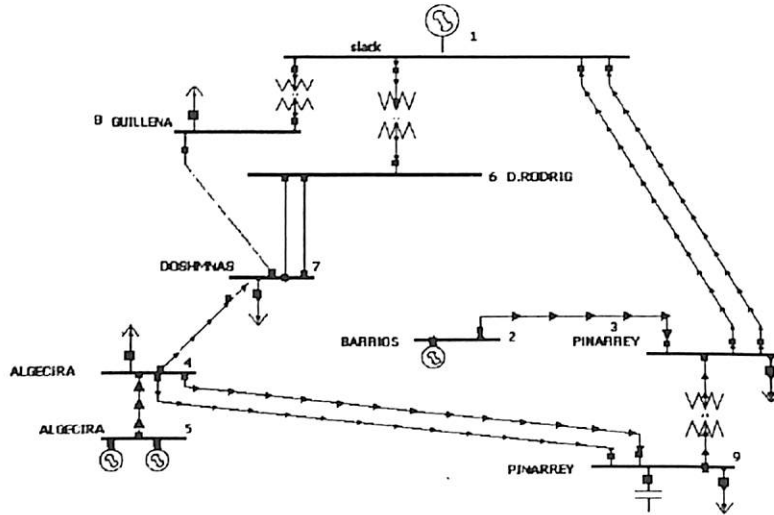 1
slack
8 GUILLENA
6 D.RODRIG
DOSHMNAS 7
BARRIOS 2
3
PINARREY
ALGECIRA 4
ALGECIRA 5
PINARREY 9